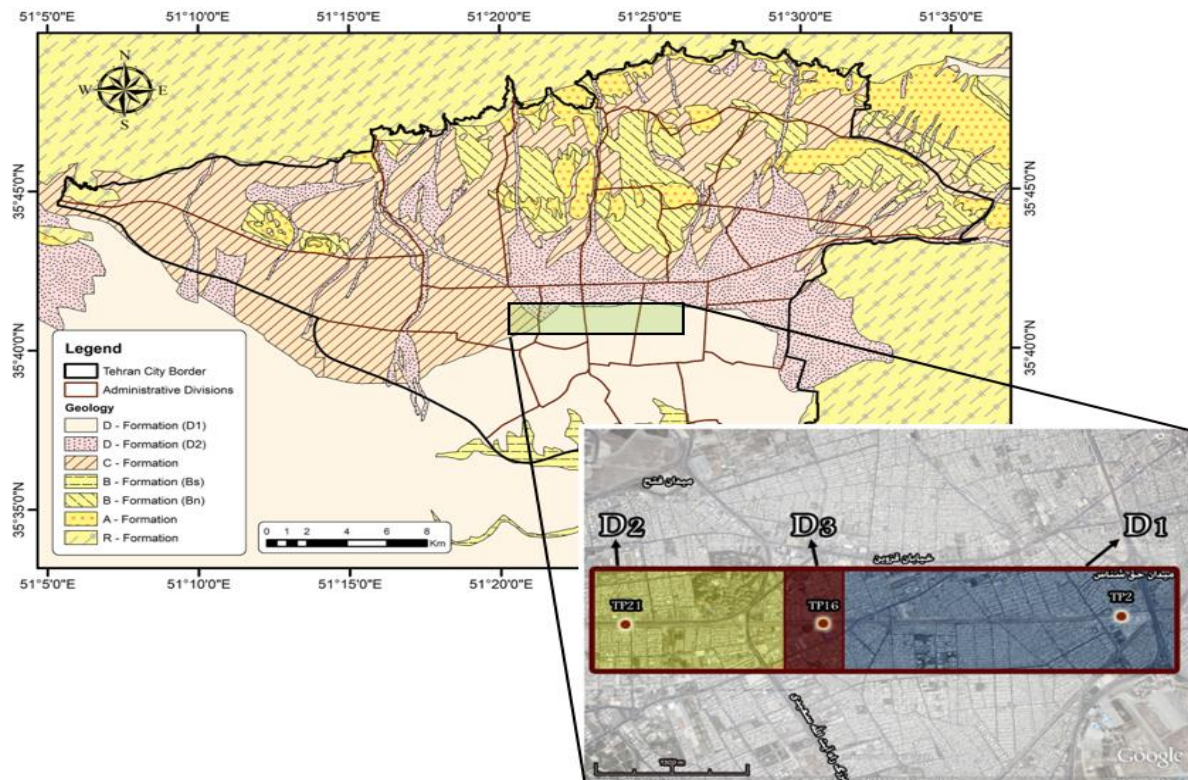 51°5'0"E 51°10'0"E 51°15'0"E 51°20'0"E 51°25'0"E 51°30'0"E 51°35'0"E
N
W E
S
35°45'0"N 35°45'0"N
35°40'0"N 35°40'0"N
35°35'0"N
Legend
Tehran City Border
Administrative Divisions
Geology
D - Formation (D1)
D - Formation (D2)
C - Formation
B - Formation (Bs)
B - Formation (Bn)
A - Formation
R - Formation
0 1 2 4 6 8
Km
51°5'0"E 51°10'0"E 51°15'0"E 51°20'0"E
میدان فتح
D2 D3 D1
خیابان قزوین
میدان حق شناس
TP21 TP16 TP2
بزرگراه آیت الله سعیدی
Google